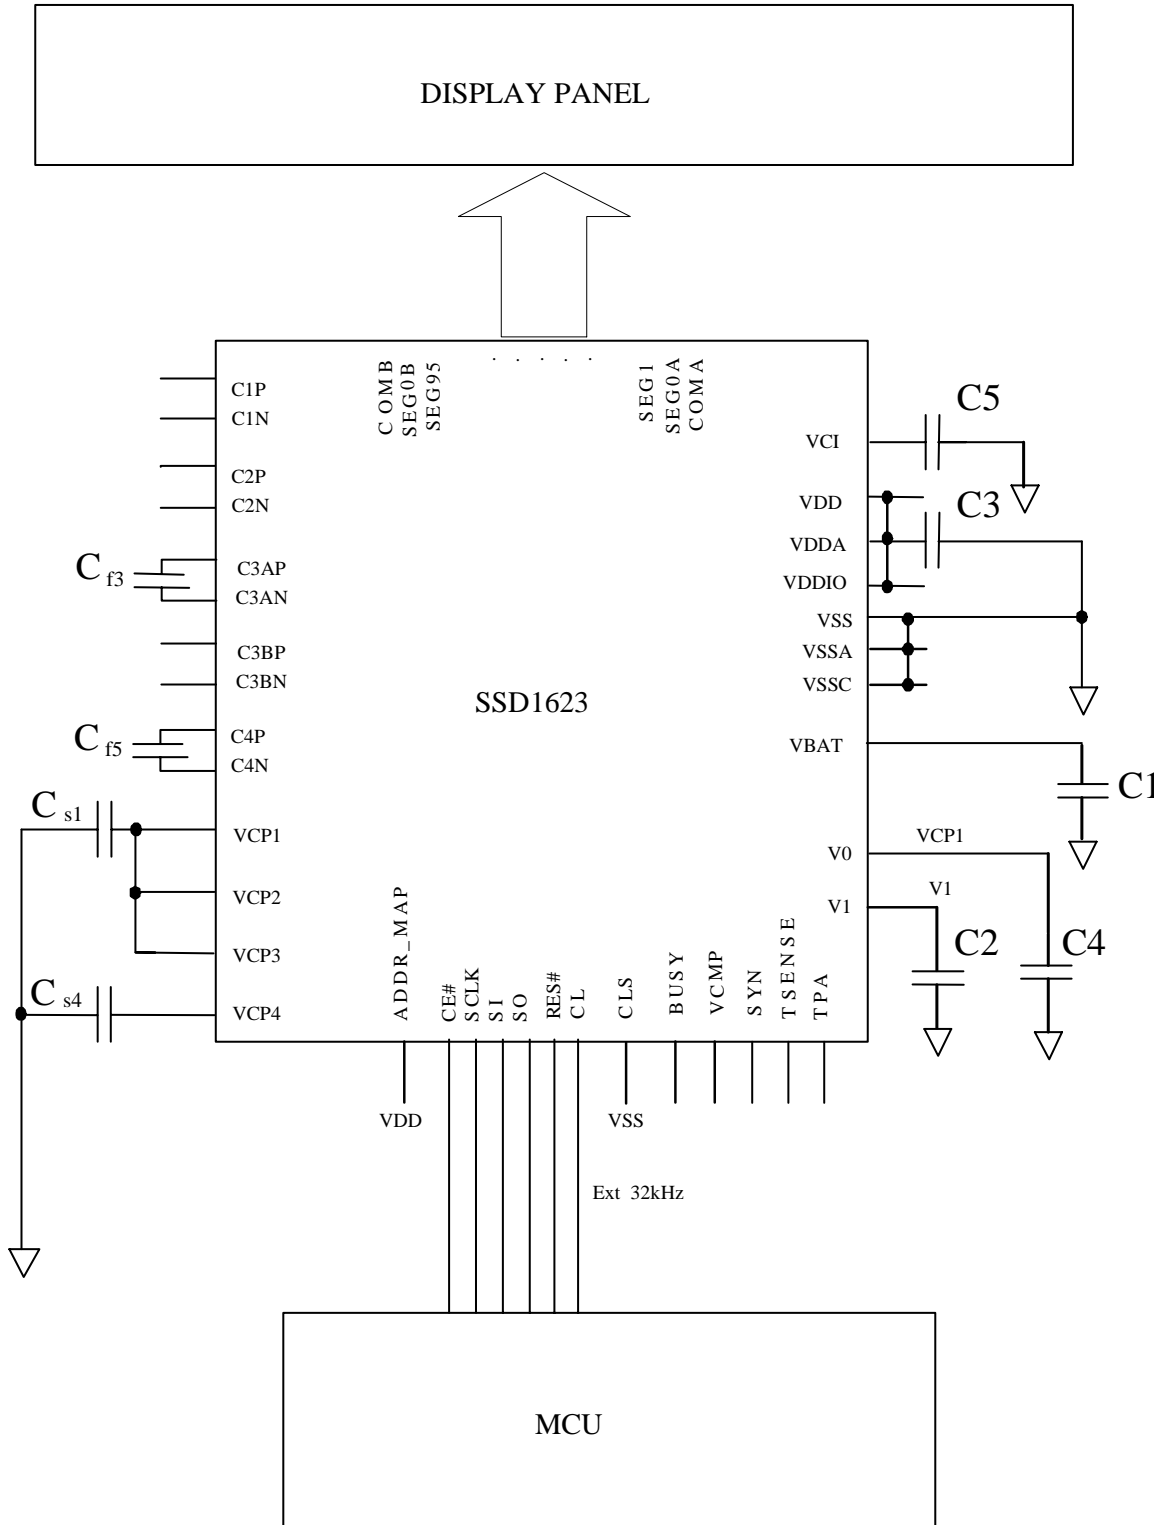 DISPLAY PANEL
COMB
SEG0B
SEG95
. . . . .
SEG1
SEG0A
COMA
C1P
C1N
C2P
C2N
C f3
C3AP
C3AN
C3BP
C3BN
C f5
C4P
C4N
C s1
VCP1
VCP2
VCP3
C s4
VCP4
SSD1623
VCI
C5
VDD
C3
VDDA
VDDIO
VSS
VSSA
VSSC
VBAT
C1
V0
VCP1
V1
V1
C2
C4
ADDR_MAP
CE#
SCLK
SI
SO
RES#
CL
CLS
BUSY
VCMP
SYN
TSENSE
TPA
VDD
VSS
Ext 32kHz
MCU